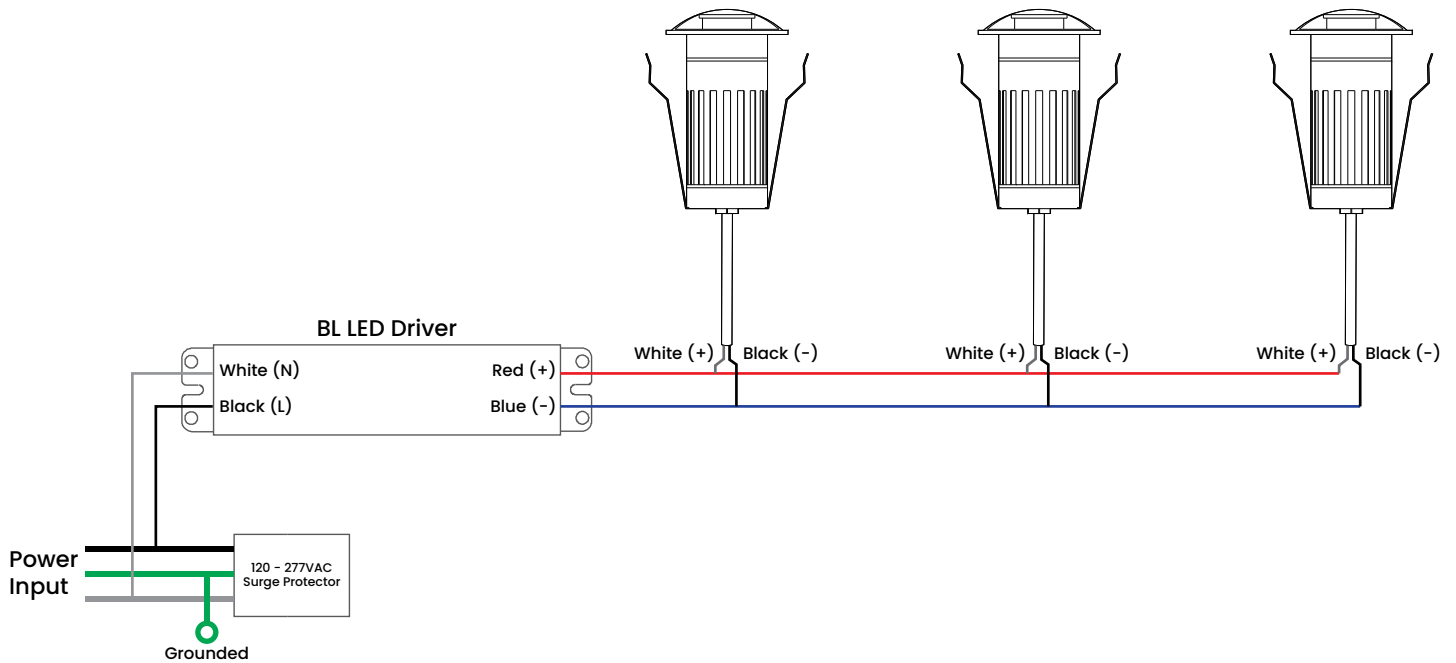 BL LED Driver
White (N)
Red (+)
Black (L)
Blue (-)
White (+)
Black (-)
White (+)
Black (-)
White (+)
Black (-)
Power
Input
120 - 277VAC
Surge Protector
Grounded